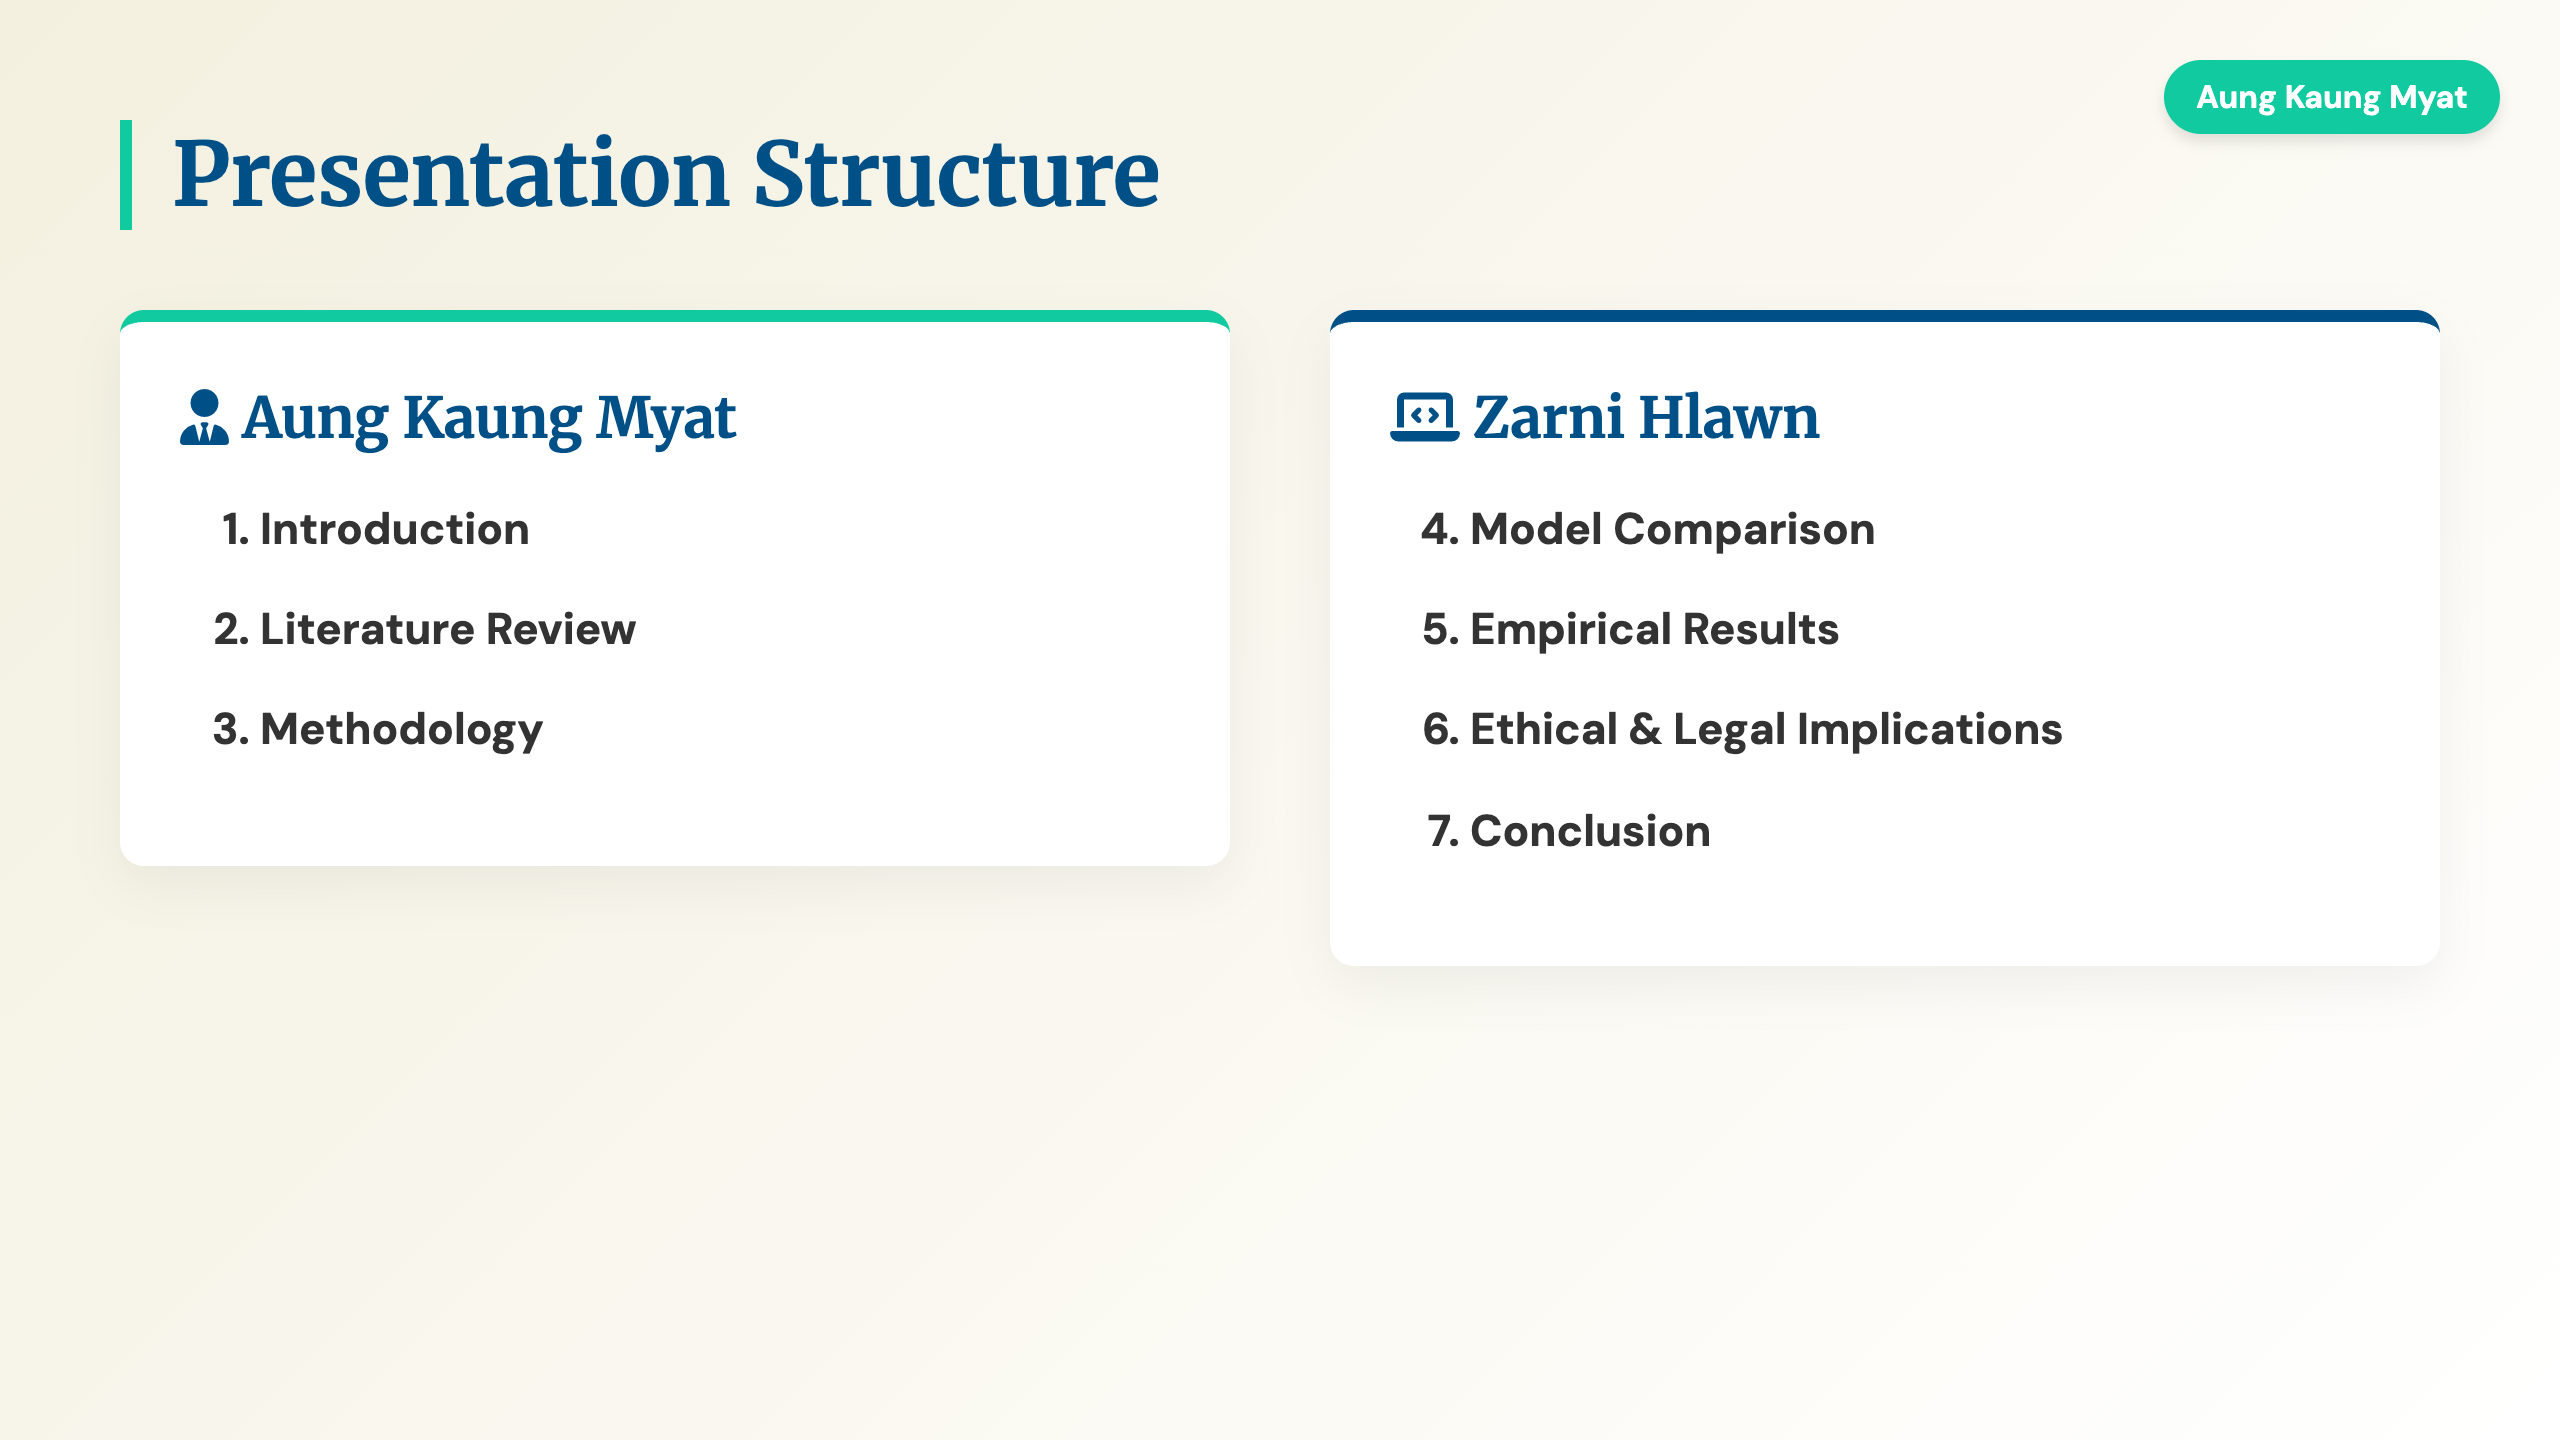 Aung Kaung Myat
Presentation Structure
Aung Kaung Myat
1. Introduction
2. Literature Review
3. Methodology
Zarni Hlawn
4. Model Comparison
5. Empirical Results
6. Ethical & Legal Implications
7. Conclusion